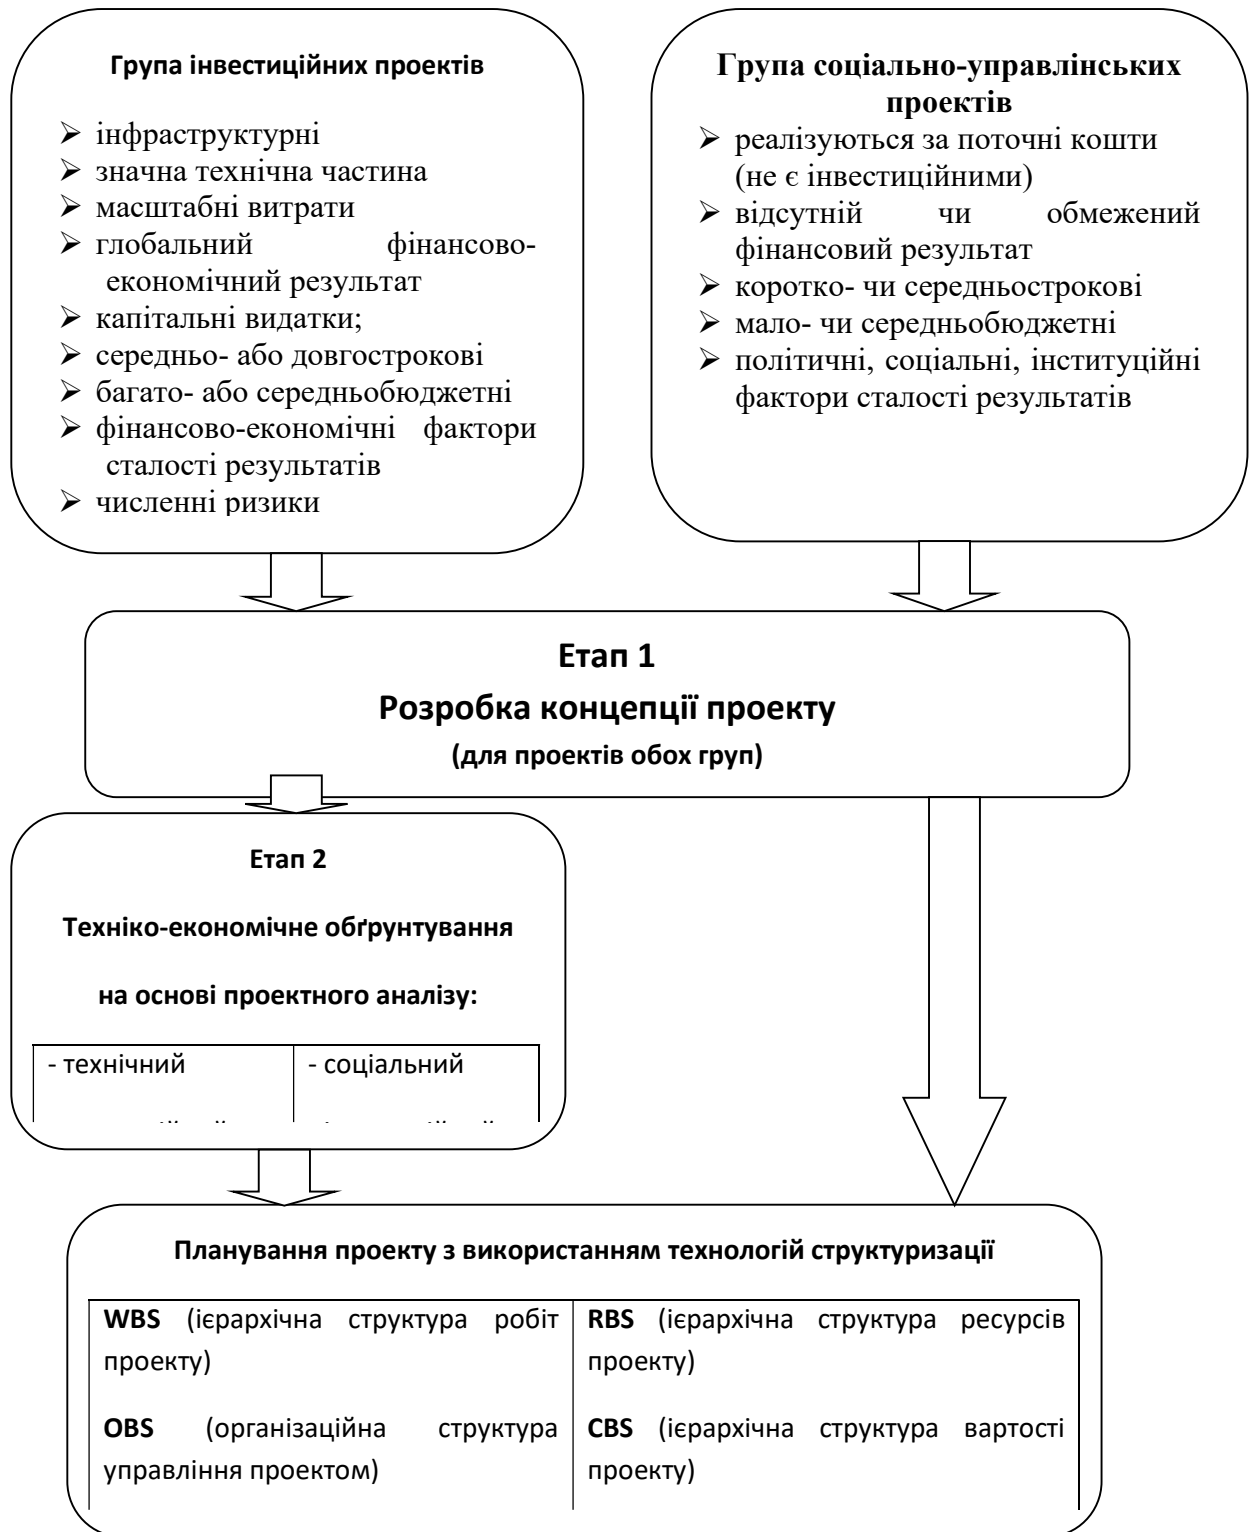 Група інвестиційних проектів
➢ інфраструктурні
➢ значна технічна частина
➢ масштабні витрати
➢ глобальний фінансово-
економічний результат
➢ капітальні видатки;
➢ середньо- або довгострокові
➢ багато- або середньобюджетні
➢ фінансово-економічні фактори
сталості результатів
➢ численні ризики
Група соціально-управлінських
проектів
➢ реалізуються за поточні кошти
(не є інвестиційними)
➢ відсутній чи обмежений
фінансовий результат
➢ коротко- чи середньострокові
➢ мало- чи середньобюджетні
➢ політичні, соціальні, інституційні
фактори сталості результатів
Етап 1
Розробка концепції проекту
(для проектів обох груп)
Етап 2
Техніко-економічне обґрунтування
на основі проектного аналізу:
- технічний
- соціальний
Планування проекту з використанням технологій структуризації
WBS (ієрархічна структура робіт
проекту)
OBS (організаційна структура
управління проектом)
RBS (ієрархічна структура ресурсів
проекту)
CBS (ієрархічна структура вартості
проекту)